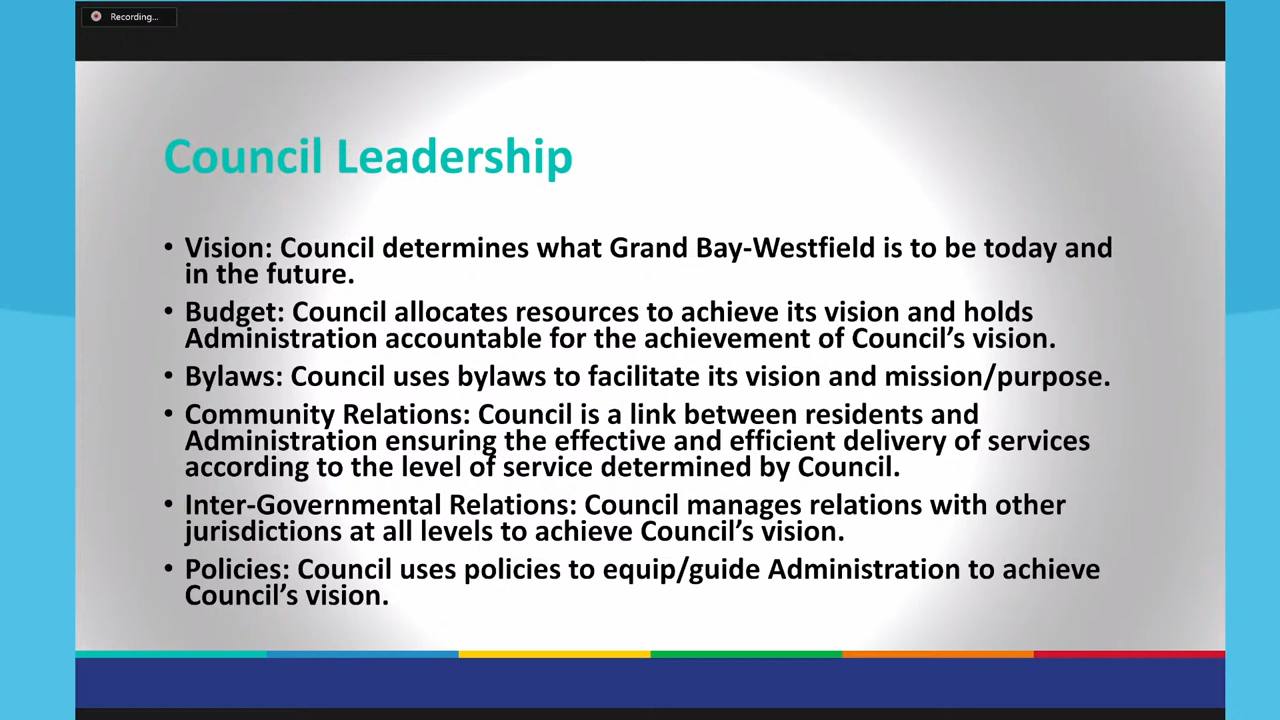 Recording...
Council Leadership
• Vision: Council determines what Grand Bay-Westfield is to be today and
in the future.
• Budget: Council allocates resources to achieve its vision and holds
Administration accountable for the achievement of Council’s vision.
• Bylaws: Council uses bylaws to facilitate its vision and mission/purpose.
• Community Relations: Council is a link between residents and
Administration ensuring the effective and efficient delivery of services
according to the level of service determined by Council.
• Inter-Governmental Relations: Council manages relations with other
jurisdictions at all levels to achieve Council’s vision.
• Policies: Council uses policies to equip/guide Administration to achieve
Council’s vision.